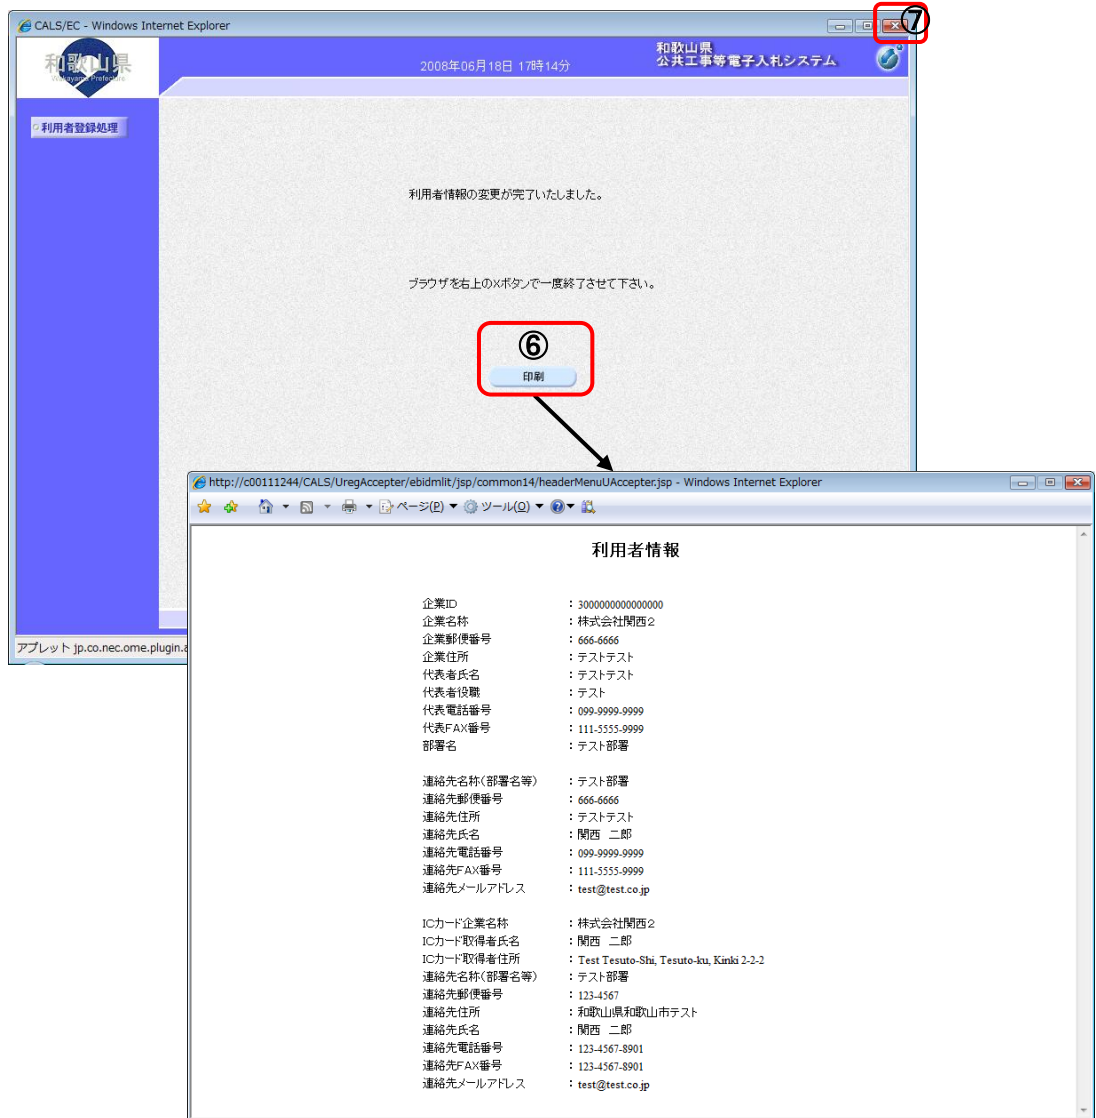 CALS/EC - Windows Internet Explorer
⑦
和歌山県
Wakayama Prefecture
2008年06月18日 17時14分
和歌山県
公共工事等電子入札システム
利用者登録処理
利用者情報の変更が完了いたしました。
ブラウザを右上の×ボタンで一度終了させて下さい。
⑥
印刷
http://c00111244/CALS/UregAccepter/ebidmlit/jsp/common14/headerMenuUAccepter.jsp - Windows Internet Explorer
ページ(P) ツール(O)
利用者情報
企業ID : 3000000000000000
企業名称 : 株式会社関西2
企業郵便番号 : 666-6666
企業住所 : テストテスト
代表者氏名 : テストテスト
代表者役職 : テスト
代表電話番号 : 099-9999-9999
代表FAX番号 : 111-5555-9999
部署名 : テスト部署
連絡先名称(部署名等) : テスト部署
連絡先郵便番号 : 666-6666
連絡先住所 : テストテスト
連絡先氏名 : 関西 二郎
連絡先電話番号 : 099-9999-9999
連絡先FAX番号 : 111-5555-9999
連絡先メールアドレス : test@test.co.jp
ICカード企業名称 : 株式会社関西2
ICカード取得者氏名 : 関西 二郎
ICカード取得者住所 : Test Tesuto-Shi, Tesuto-ku, Kinki 2-2-2
連絡先名称(部署名等) : テスト部署
連絡先郵便番号 : 123-4567
連絡先住所 : 和歌山県和歌山市テスト
連絡先氏名 : 関西 二郎
連絡先電話番号 : 123-4567-8901
連絡先FAX番号 : 123-4567-8901
連絡先メールアドレス : test@test.co.jp
アプレット jp.co.nec.ome.plugin.a